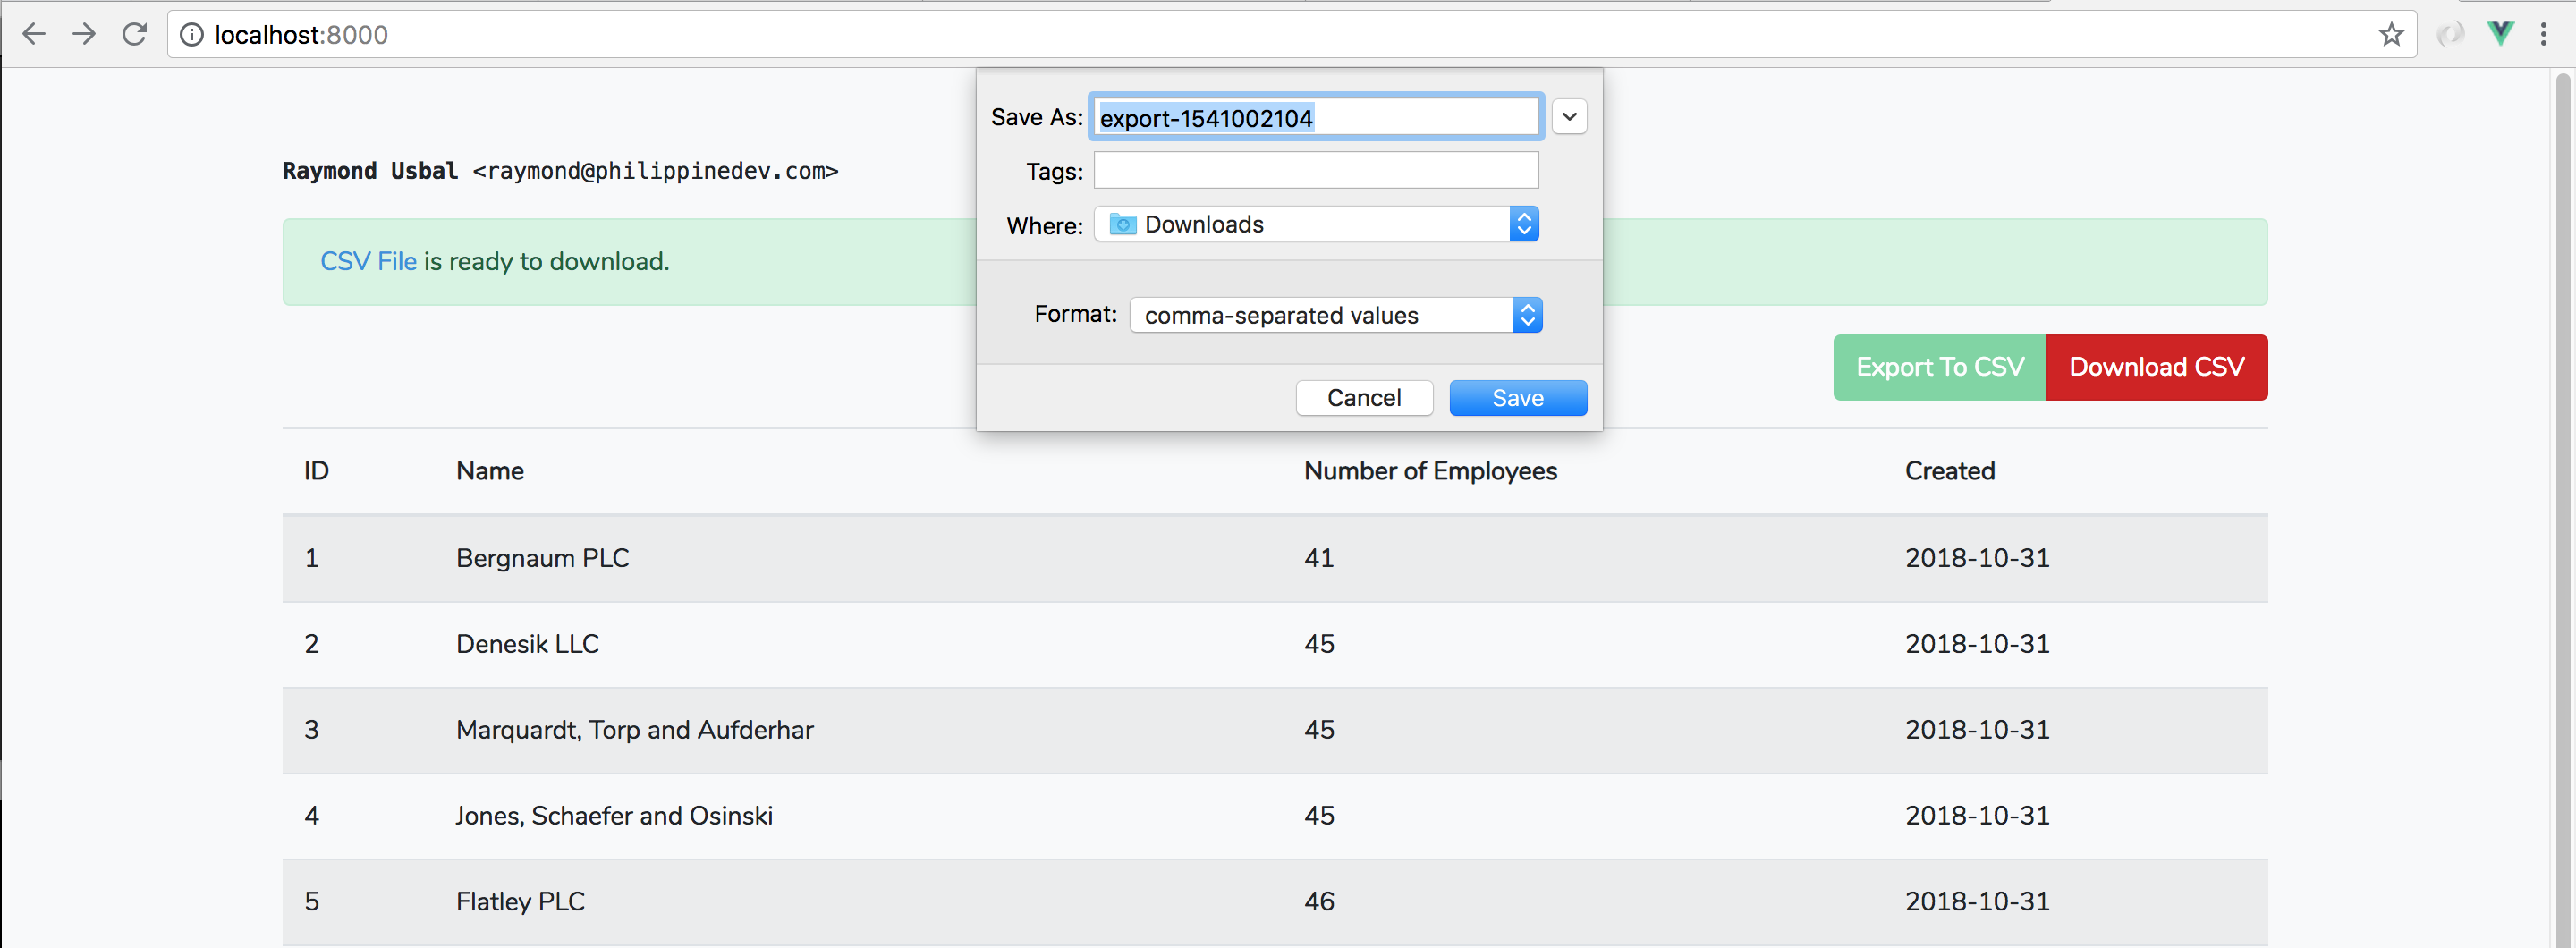 localhost:8000
Save As: export-1541002104
Tags:
Where: Downloads
Format: comma-separated values
Cancel Save
Raymond Usbal <raymond@philippinedev.com>
CSV File is ready to download.
Export To CSV Download CSV
ID Name Number of Employees Created
1 Bergnaum PLC 41 2018-10-31
2 Denesik LLC 45 2018-10-31
3 Marquardt, Torp and Aufderhar 45 2018-10-31
4 Jones, Schaefer and Osinski 45 2018-10-31
5 Flatley PLC 46 2018-10-31